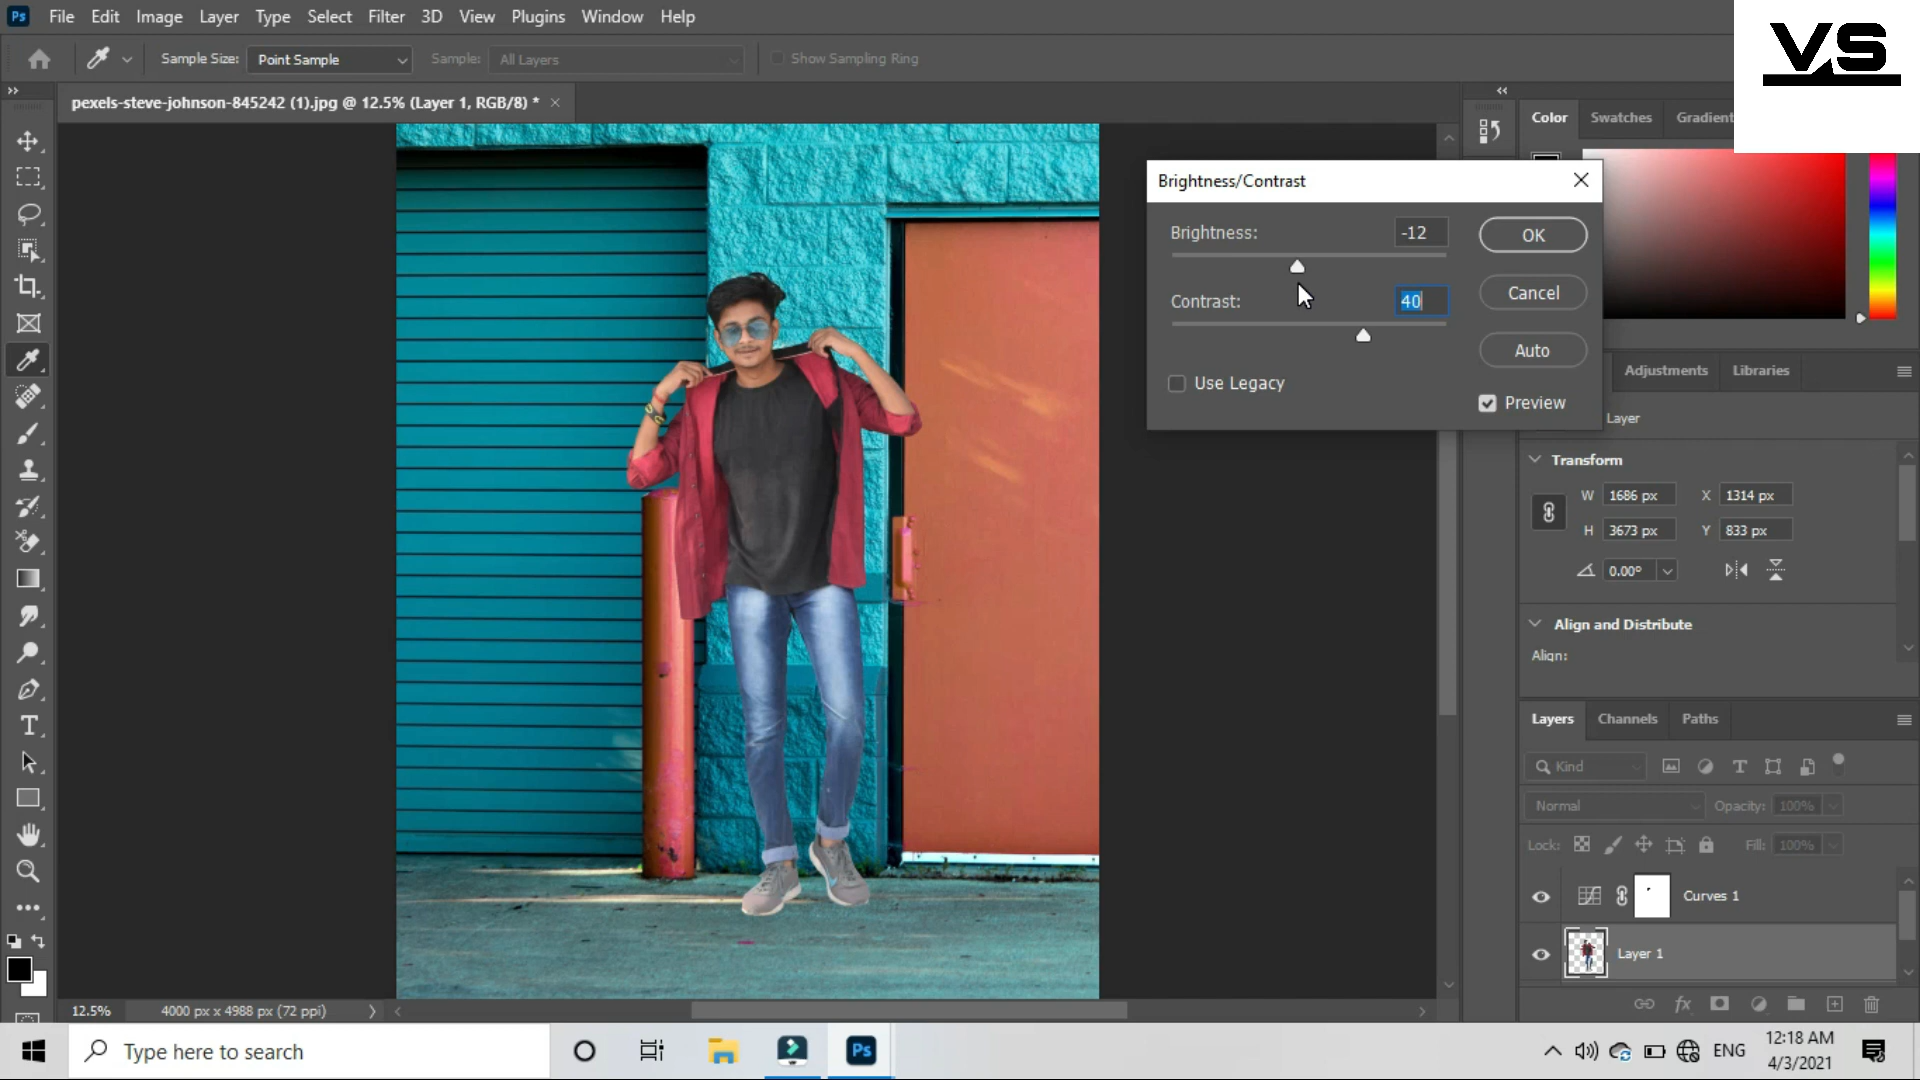 Ps File Edit Image Layer Type Select Filter 3D View Plugins Window Help
VS
Sample Size: Point Sample Sample: All Layers Show Sampling Ring
pexels-steve-johnson-845242 (1).jpg @ 12.5% (Layer 1, RGB/8) * ×
Color Swatches Gradient
Brightness/Contrast
Brightness: -12 OK
Contrast: 40 Cancel
Auto
Use Legacy
Preview
Adjustments Libraries
Layer
Transform
W 1686 px X 1314 px
H 3673 px Y 833 px
0.00°
Align and Distribute
Align:
Layers Channels Paths
Kind
Normal Opacity: 100%
Lock: Fill: 100%
Curves 1
Layer 1
12.5% 4000 px x 4988 px (72 ppi)
Type here to search
Ps
ENG
12:18 AM
4/3/2021